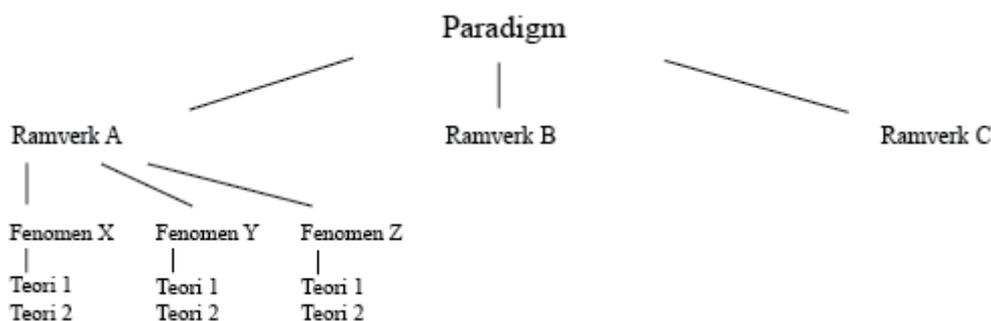 Paradigm
Ramverk A Ramverk B Ramverk C
Fenomen X Fenomen Y Fenomen Z
Teori 1 Teori 1 Teori 1
Teori 2 Teori 2 Teori 2